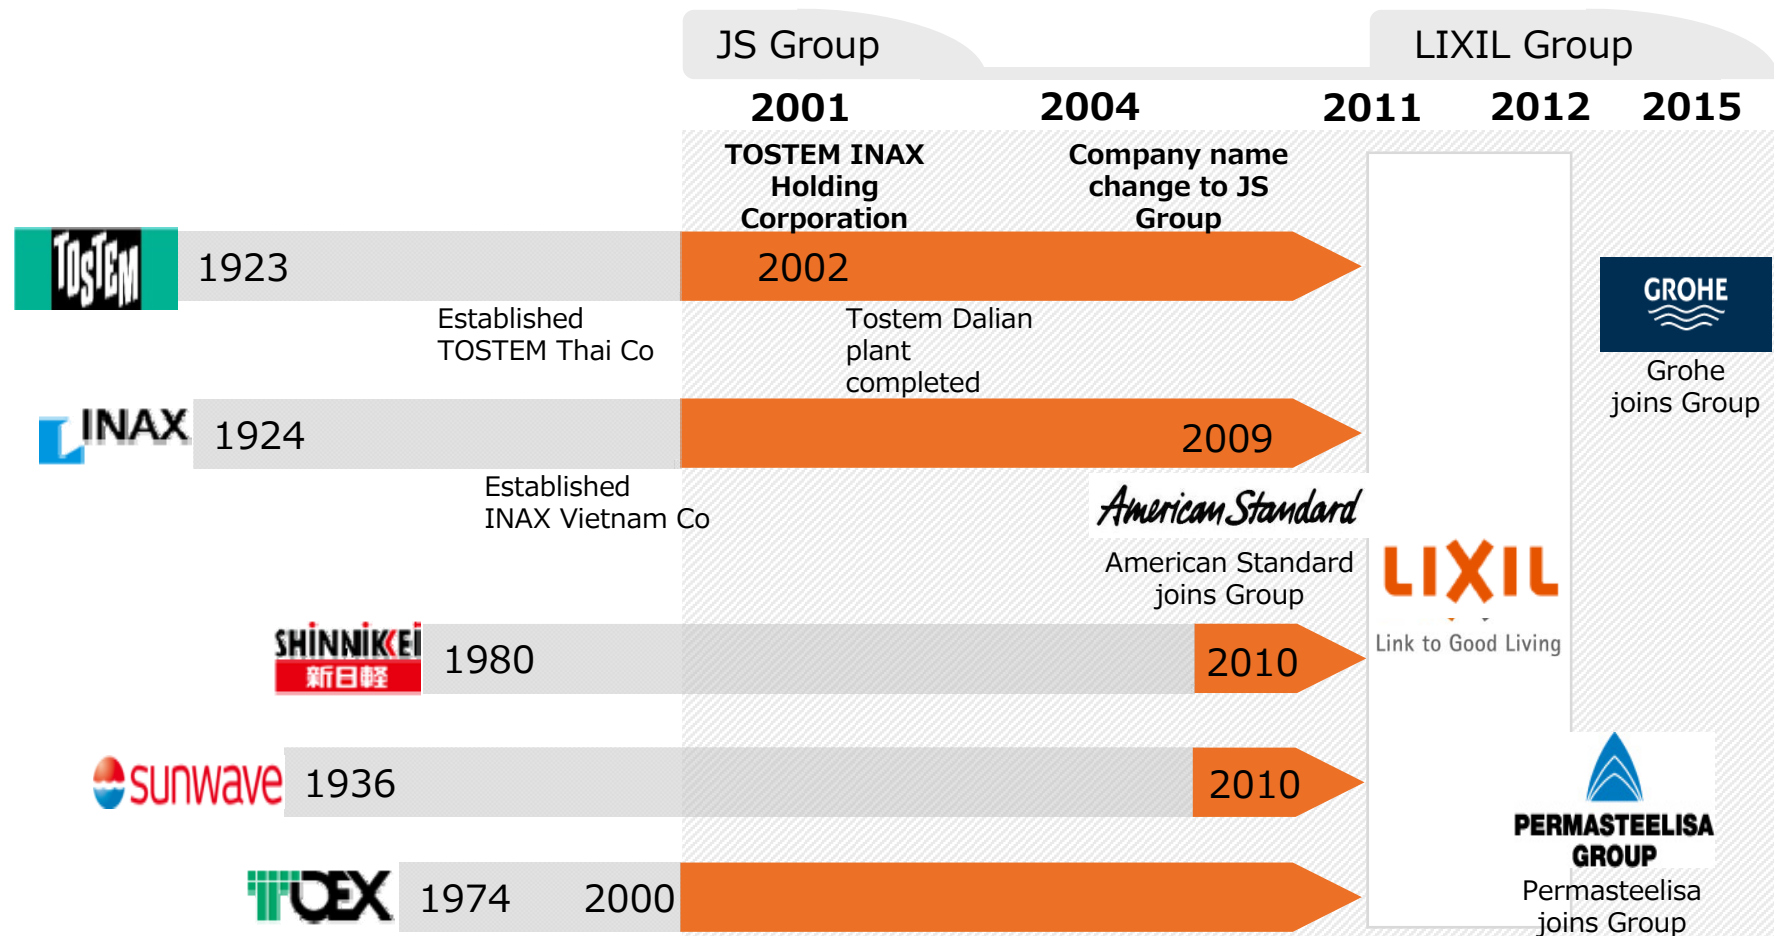 JS Group
LIXIL Group
2001
2004
2011
2012
2015
TOSTEM INAX
Holding
Corporation
Company name
change to JS
Group
TOSTEM
1923
2002
Established
TOSTEM Thai Co
Tostem Dalian
plant
completed
GROHE
Grohe
joins Group
INAX
1924
2009
Established
INAX Vietnam Co
American Standard
American Standard
joins Group
LIXIL
Link to Good Living
SHINNIKKEI
新日軽
1980
2010
sunwave
1936
2010
PERMASTEELISA
GROUP
Permasteelisa
joins Group
TOEX
1974
2000